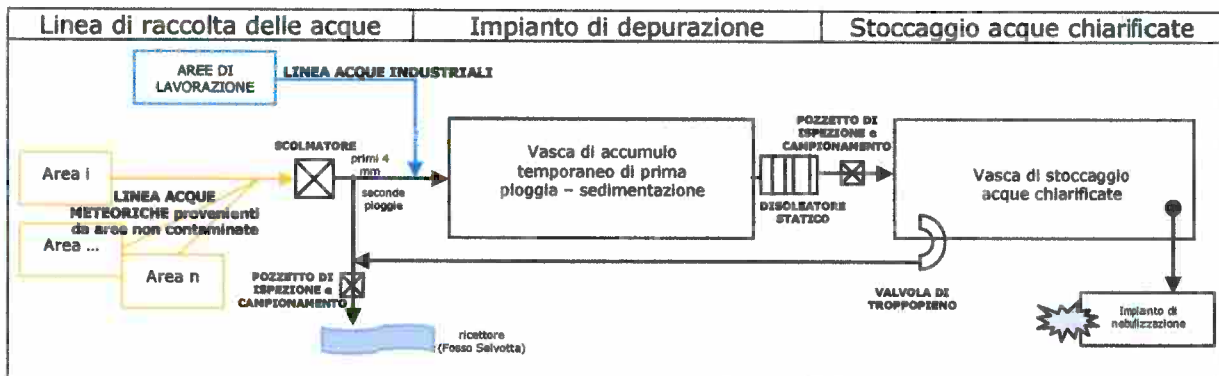 Linea di raccolta delle acque
Impianto di depurazione
Stoccaggio acque chiarificate
AREE DI
LAVORAZIONE
LINEA ACQUE INDUSTRIALI
SCOLMATORE
primi 4
mm
seconde
pioggie
Area i
LINEA ACQUE
METEORICHE provenienti
da aree non contaminate
Area ...
Area n
Vasca di accumulo
temporaneo di prima
pioggia – sedimentazione
DISOLEATORE
STATICO
POZZETTO DI
ISPEZIONE e
CAMPIONAMENTO
Vasca di stoccaggio
acque chiarificate
VALVOLA DI
TROPPOPIENO
POZZETTO DI
ISPEZIONE e
CAMPIONAMENTO
ricettore
(Fosso Selvotta)
Impianto di
nebulizzazione